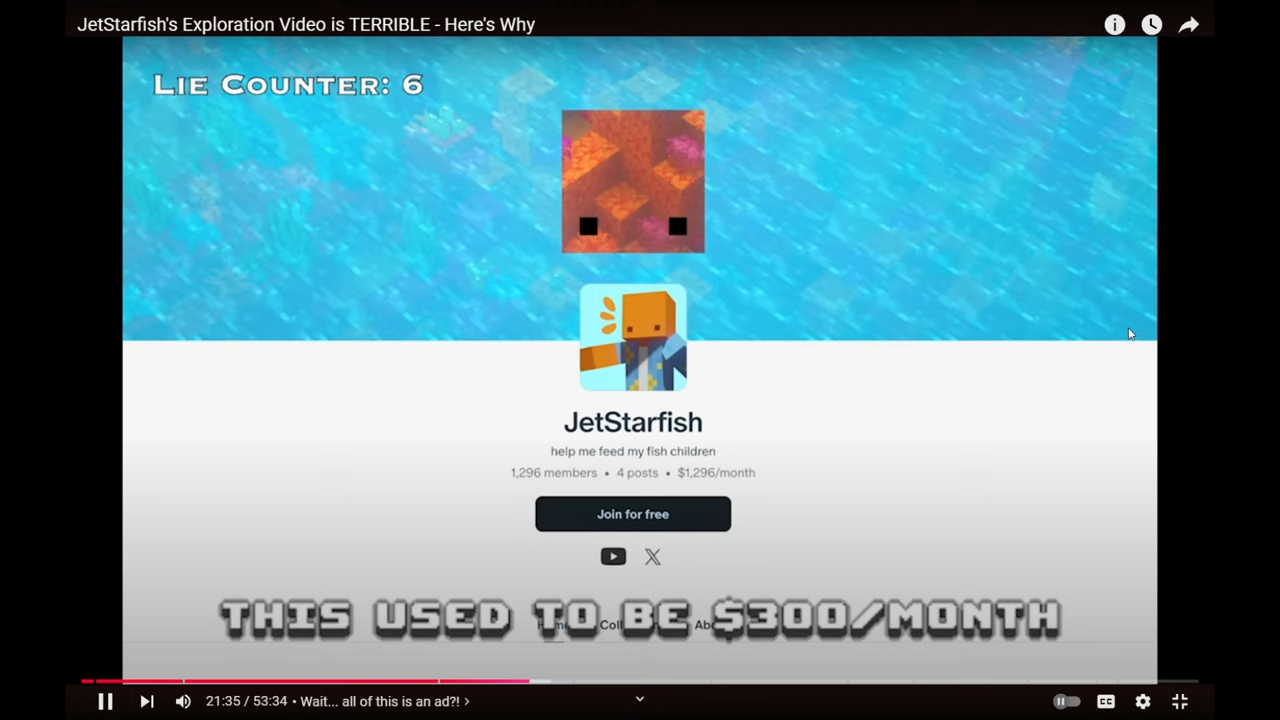 JetStarfish's Exploration Video is TERRIBLE - Here's Why
LIE COUNTER: 6
JetStarfish
help me feed my fish children
1,296 members • 4 posts • $1,296/month
Join for free
THIS USED TO BE $300/MONTH
21:35 / 53:34 • Wait... all of this is an ad?! >
CC